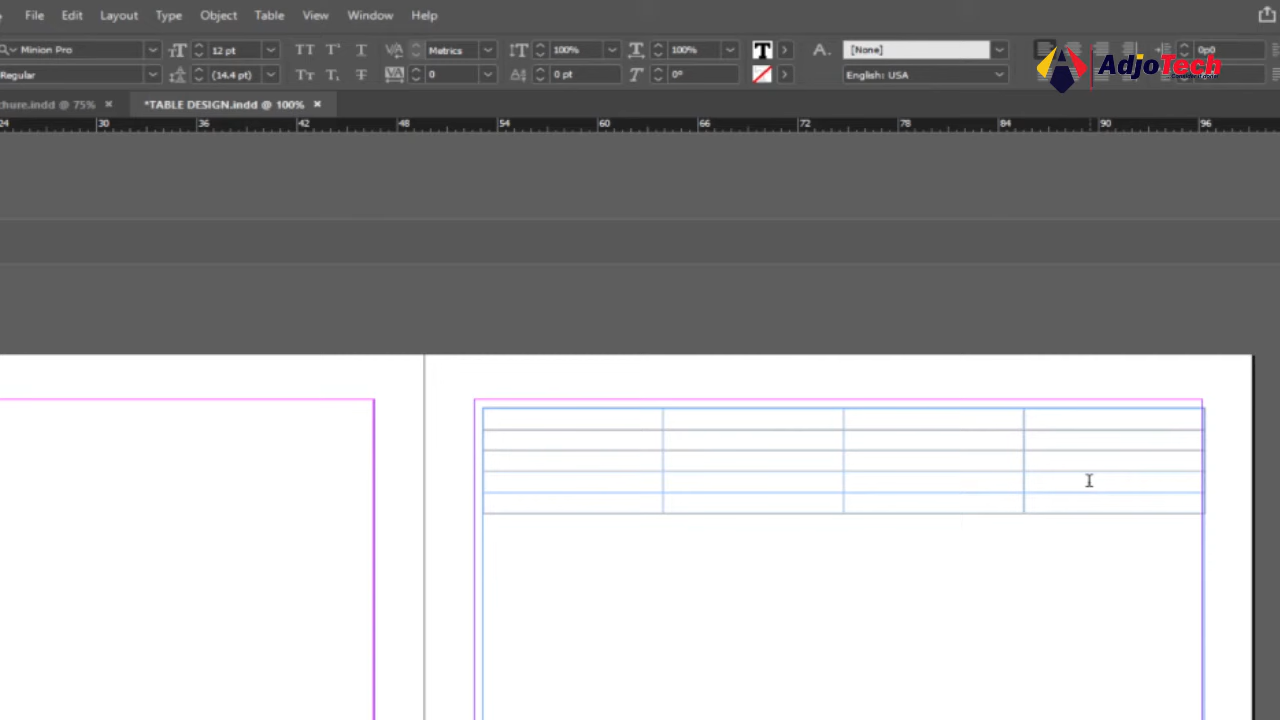 File Edit Layout Type Object Table View Window Help
Minion Pro 12 pt Metrics 100% 100% [None] 0p0
Regular (14.4 pt) 0 0 pt 0° English: USA
AdjoTech
chure.indd @ 75% × *TABLE DESIGN.indd @ 100% ×
24 30 36 42 48 54 60 66 72 78 84 90 96